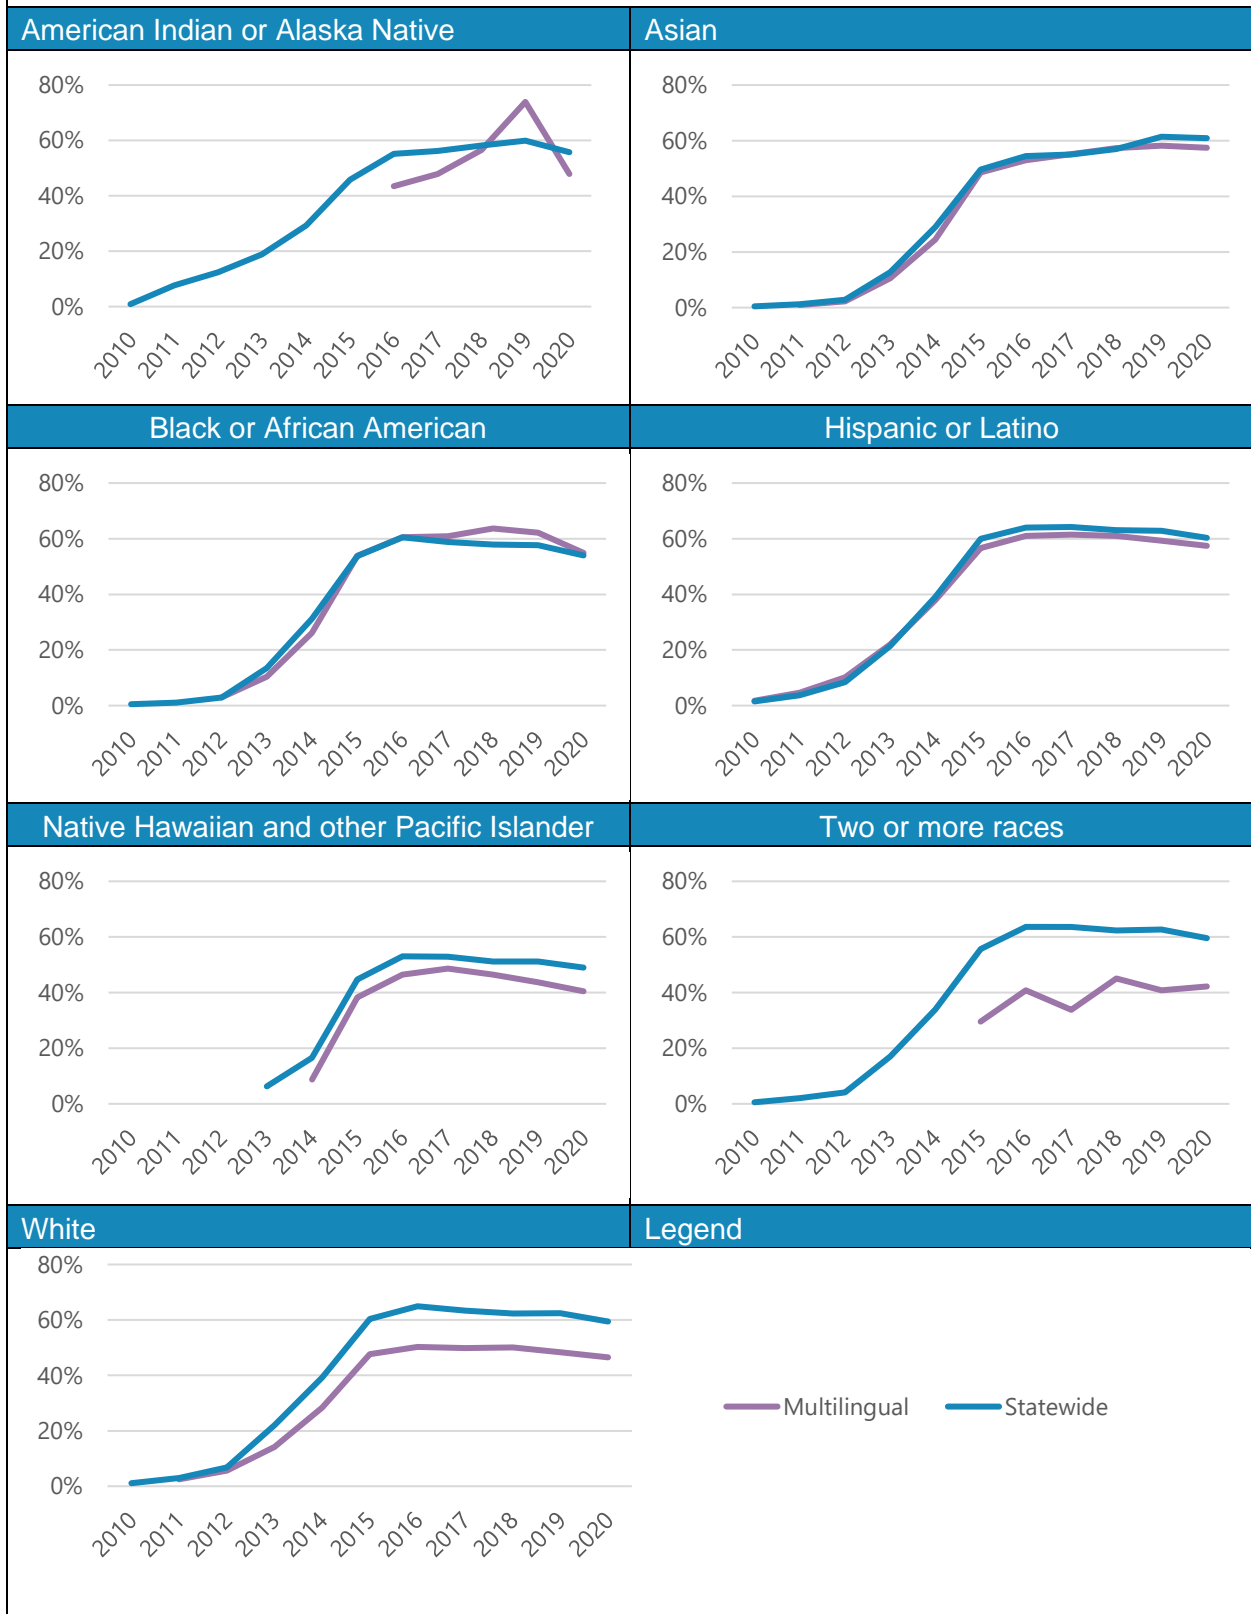 American Indian or Alaska Native
Asian
80%
60%
40%
20%
0%
2010 2011 2012 2013 2014 2015 2016 2017 2018 2019 2020
80%
60%
40%
20%
0%
2010 2011 2012 2013 2014 2015 2016 2017 2018 2019 2020
Black or African American
Hispanic or Latino
80%
60%
40%
20%
0%
2010 2011 2012 2013 2014 2015 2016 2017 2018 2019 2020
80%
60%
40%
20%
0%
2010 2011 2012 2013 2014 2015 2016 2017 2018 2019 2020
Native Hawaiian and other Pacific Islander
Two or more races
80%
60%
40%
20%
0%
2010 2011 2012 2013 2014 2015 2016 2017 2018 2019 2020
80%
60%
40%
20%
0%
2010 2011 2012 2013 2014 2015 2016 2017 2018 2019 2020
White
Legend
80%
60%
40%
20%
0%
2010 2011 2012 2013 2014 2015 2016 2017 2018 2019 2020
Multilingual Statewide